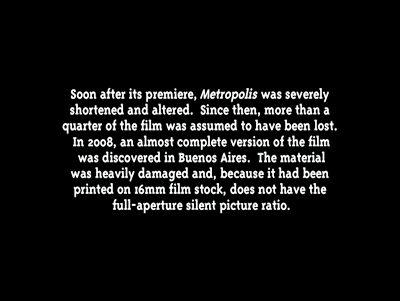 Soon after its premiere, Metropolis was severely
shortened and altered. Since then, more than a
quarter of the film was assumed to have been lost.
In 2008, an almost complete version of the film
was discovered in Buenos Aires. The material
was heavily damaged and, because it had been
printed on 16mm film stock, does not have the
full-aperture silent picture ratio.